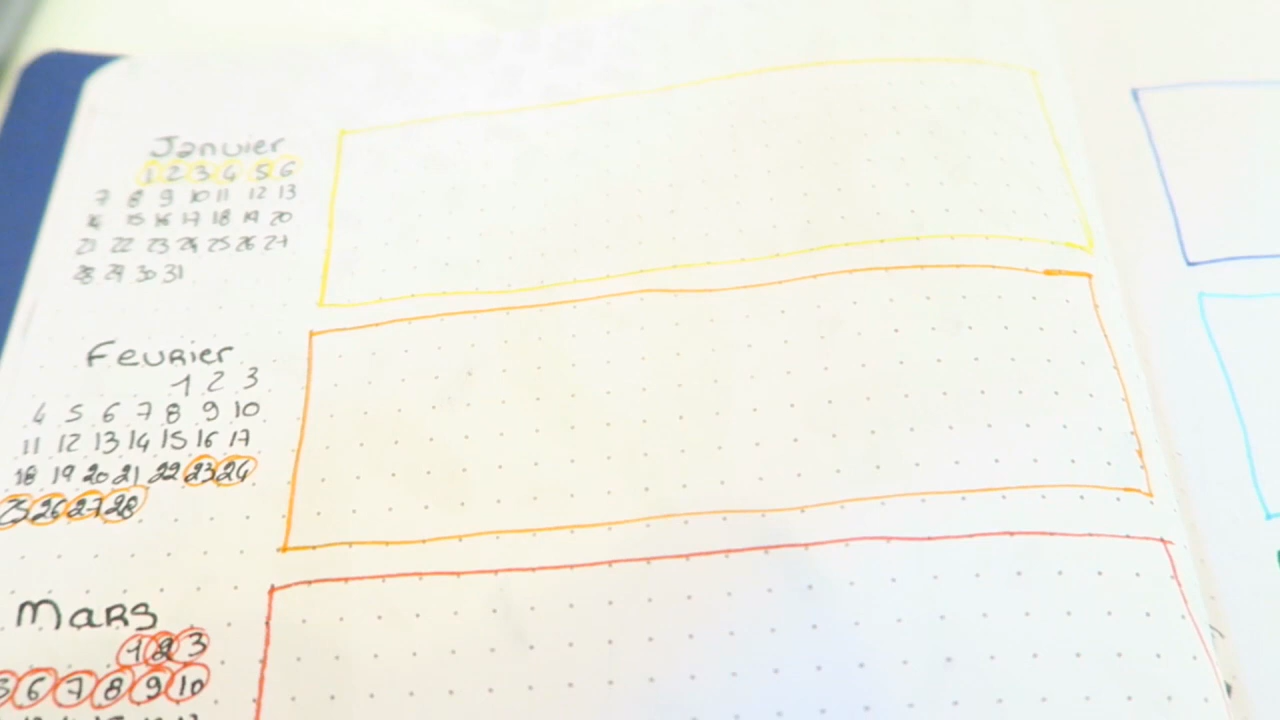 Janvier
1 2 3 4 5 6
7 8 9 10 11 12 13
14 15 16 17 18 19 20
21 22 23 24 25 26 27
28 29 30 31
Fevrier
1 2 3
4 5 6 7 8 9 10
11 12 13 14 15 16 17
18 19 20 21 22 23 24
25 26 27 28
Mars
1 2 3
6 7 8 9 10